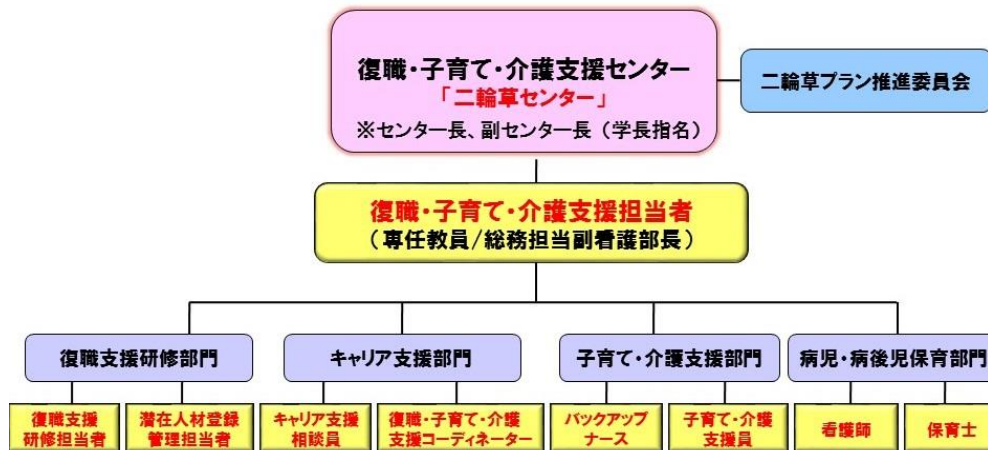 復職・子育て・介護支援センター
「二輪草センター」
※センター長、副センター長（学長指名）
二輪草プラン推進委員会
復職・子育て・介護支援担当者
（専任教員/総務担当副看護部長）
復職支援研修部門
キャリア支援部門
子育て・介護支援部門
病児・病後児保育部門
復職支援
研修担当者
潜在人材登録
管理担当者
キャリア支援
相談員
復職・子育て・介護
支援コーディネーター
バックアップ
ナース
子育て・介護
支援員
看護師
保育士